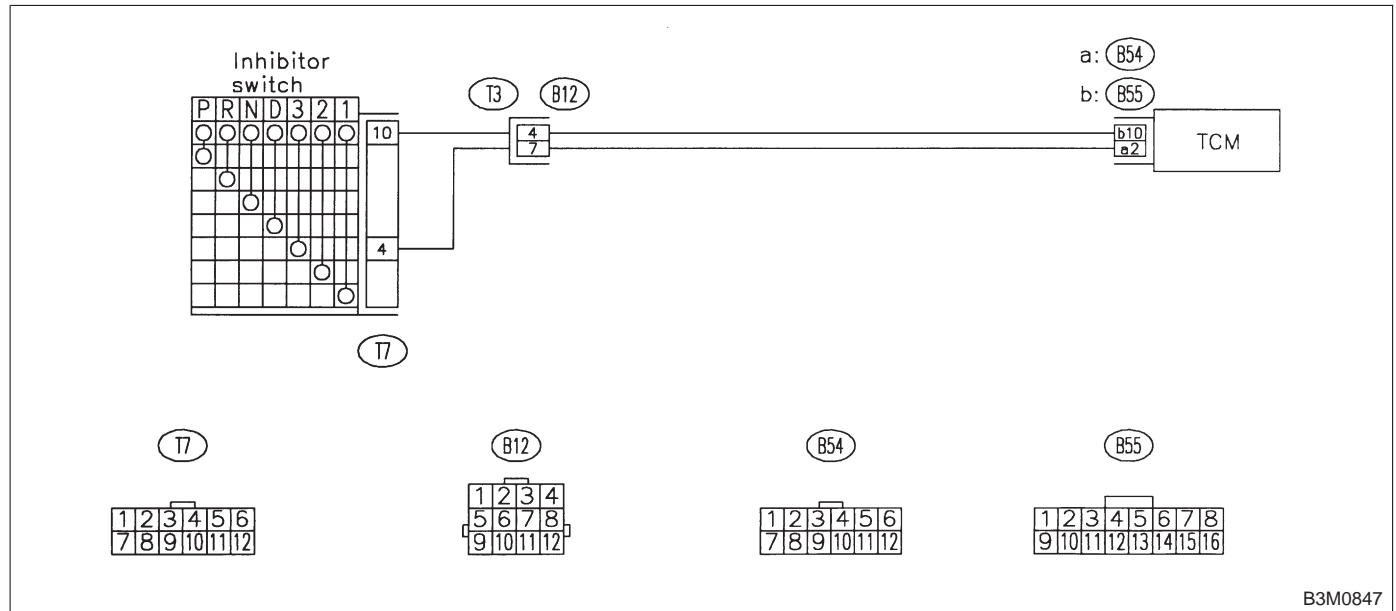 a: B54
b: B55
Inhibitor
switch
P R N D 3 2 1
10
4
T7
T3 B12
4
7
b10
a2
TCM
T7 B12 B54 B55
1 2 3 4 5 6
7 8 9 10 11 12
1 2 3 4
5 6 7 8
9 10 11 12
1 2 3 4 5 6
7 8 9 10 11 12
1 2 3 4 5 6 7 8
9 10 11 12 13 14 15 16
B3M0847